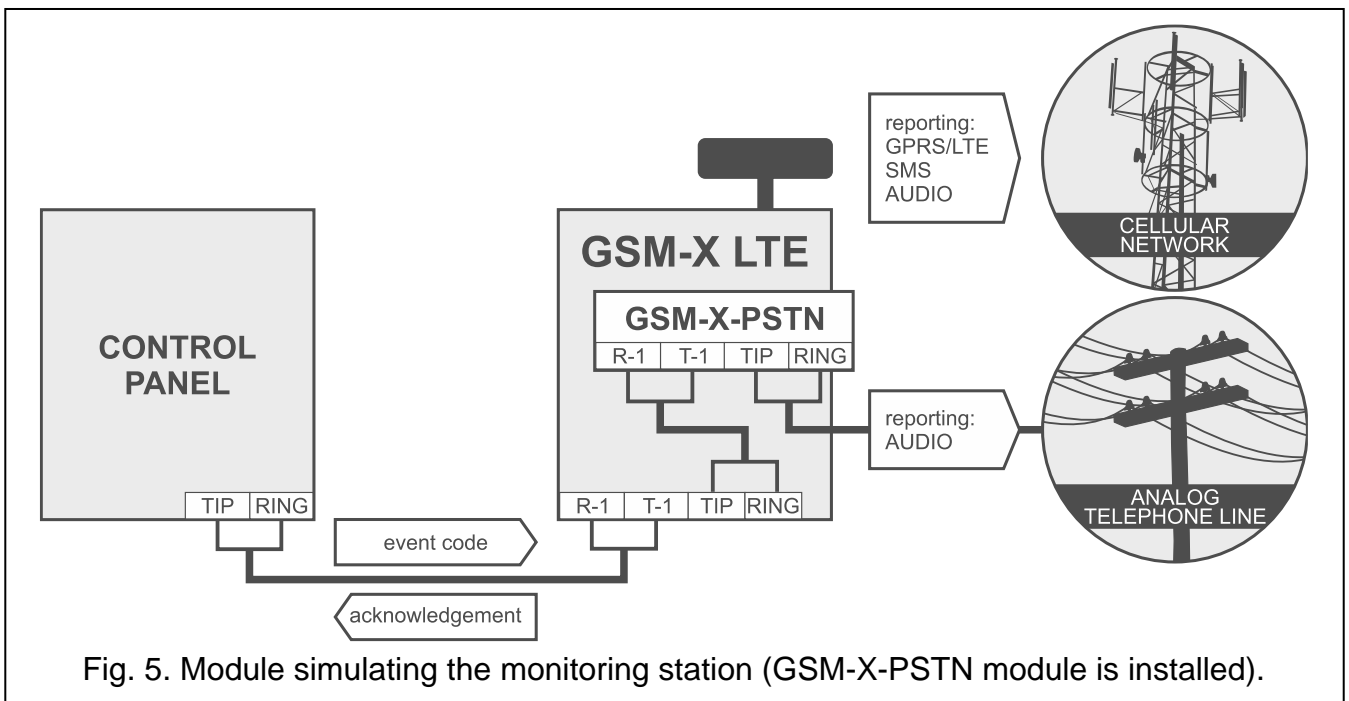 reporting:
GPRS/LTE
SMS
AUDIO
CELLULAR
NETWORK
CONTROL
PANEL
TIP RING
GSM-X LTE
GSM-X-PSTN
R-1 T-1 TIP RING
R-1 T-1 TIP RING
reporting:
AUDIO
ANALOG
TELEPHONE LINE
event code
acknowledgement
Fig. 5. Module simulating the monitoring station (GSM-X-PSTN module is installed).